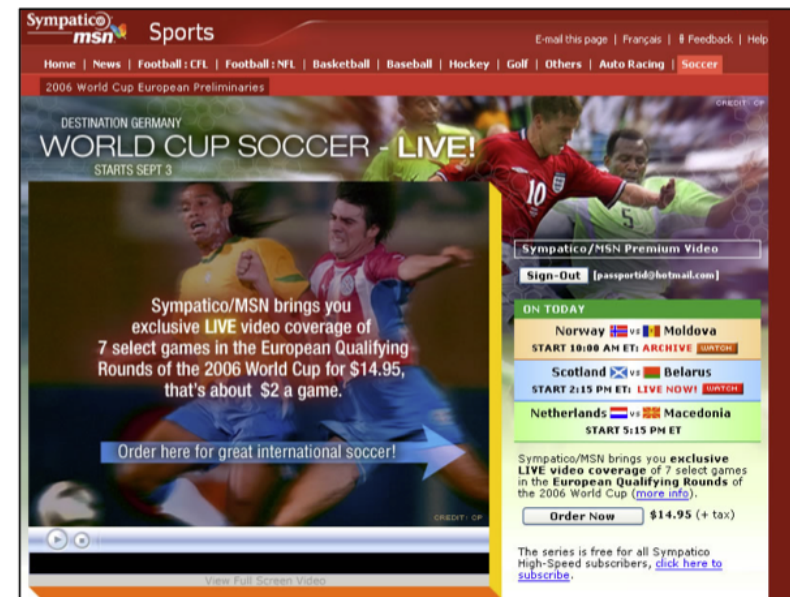 Sympatico
msn
Sports
E-mail this page | Français | Feedback | Help
Home | News | Football : CFL | Football : NFL | Basketball | Baseball | Hockey | Golf | Others | Auto Racing | Soccer
2006 World Cup European Preliminaries
CREDIT: CP
DESTINATION GERMANY
WORLD CUP SOCCER - LIVE!
STARTS SEPT 3
10
5
Sympatico/MSN brings you
exclusive LIVE video coverage of
7 select games in the European Qualifying
Rounds of the 2006 World Cup for $14.95,
that's about $2 a game.
Order here for great international soccer!
CREDIT: CP
View Full Screen Video
Sympatico/MSN Premium Video
Sign-Out [passportid@hotmail.com]
ON TODAY
Norway vs Moldova
START 10:00 AM ET: ARCHIVE WATCH
Scotland vs Belarus
START 2:15 PM ET: LIVE NOW! WATCH
Netherlands vs Macedonia
START 5:15 PM ET
Sympatico/MSN brings you exclusive
LIVE video coverage of 7 select games
in the European Qualifying Rounds of
the 2006 World Cup (more info).
Order Now $14.95 (+ tax)
The series is free for all Sympatico
High-Speed subscribers, click here to
subscribe.